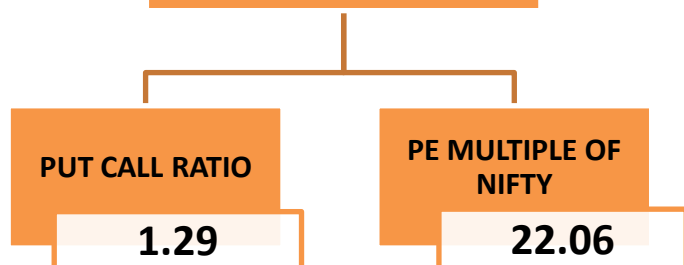 PUT CALL RATIO
1.29
PE MULTIPLE OF
NIFTY
22.06